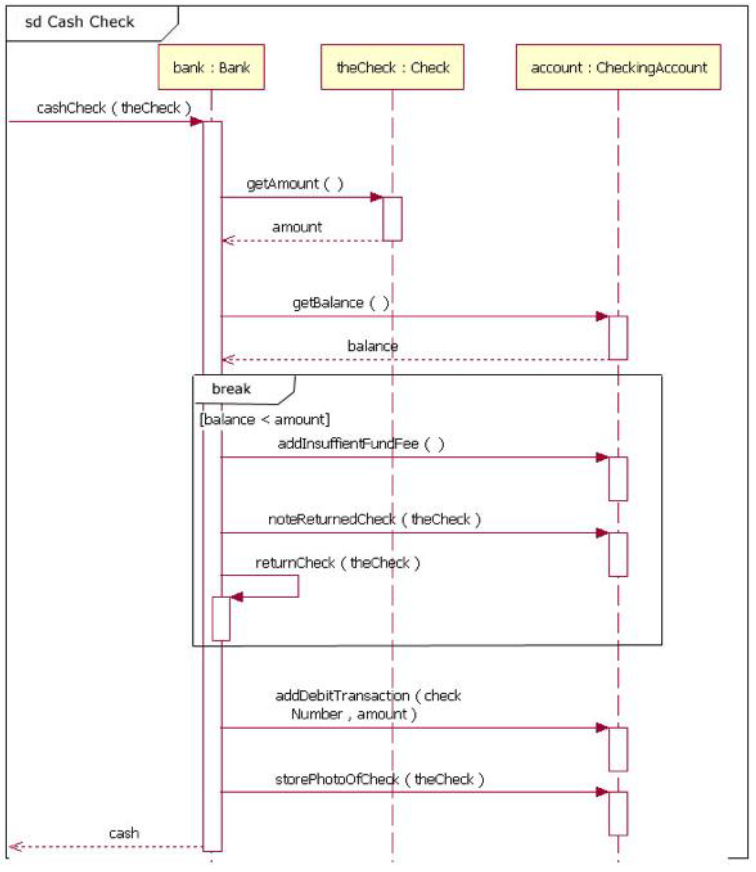 sd Cash Check
bank : Bank
theCheck : Check
account : CheckingAccount
cashCheck ( theCheck )
getAmount ( )
amount
getBalance ( )
balance
break
[balance < amount]
addInsuffientFundFee ( )
noteReturnedCheck ( theCheck )
returnCheck ( theCheck )
addDebitTransaction ( check
Number , amount )
storePhotoOfCheck ( theCheck )
cash